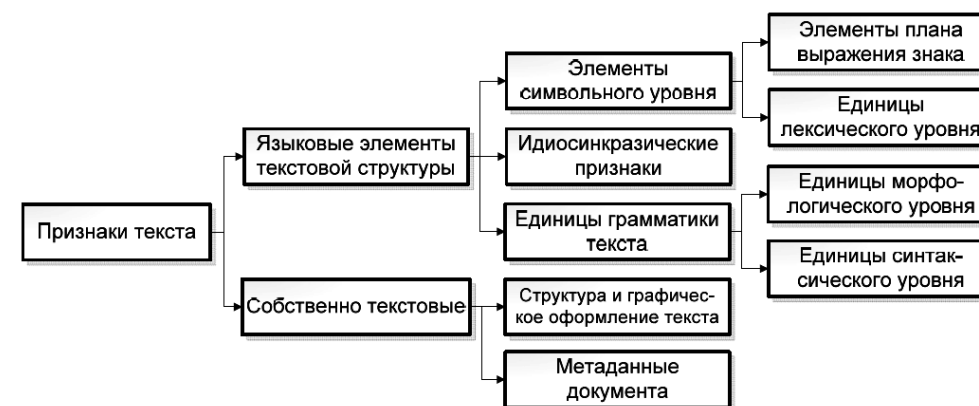 Признаки текста
Языковые элементы
текстовой структуры
Собственно текстовые
Элементы
символьного уровня
Идиосинкразические
признаки
Единицы грамматики
текста
Структура и графичес-
кое оформление текста
Метаданные
документа
Элементы плана
выражения знака
Единицы
лексического уровня
Единицы морфо-
логического уровня
Единицы синтак-
сического уровня